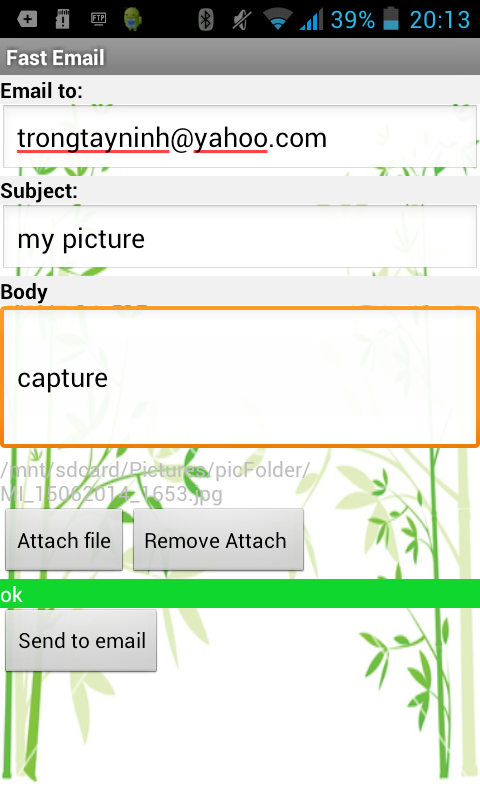 FTP
39%
20:13
Fast Email
Email to:
trongtayninh@yahoo.com
Subject:
my picture
Body
capture
/mnt/sdcard/Pictures/picFolder/
MI_15062014_1653.jpg
Attach file
Remove Attach
ok
Send to email